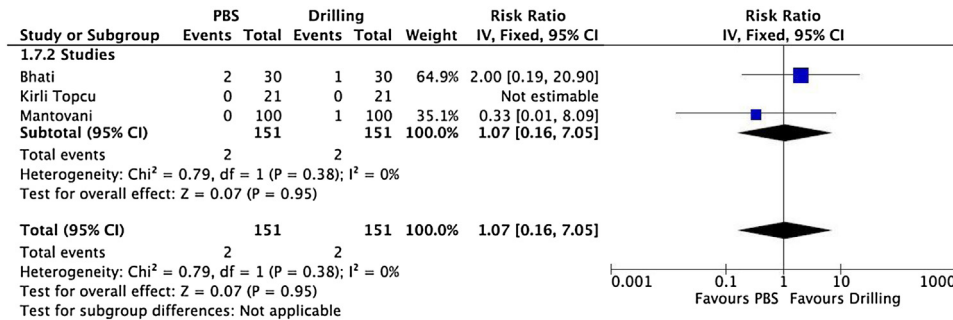 PBS Drilling Risk Ratio Risk Ratio
Study or Subgroup Events Total Events Total Weight IV, Fixed, 95% CI IV, Fixed, 95% CI
1.7.2 Studies
Bhati 2 30 1 30 64.9% 2.00 [0.19, 20.90]
Kirli Topcu 0 21 0 21 Not estimable
Mantovani 0 100 1 100 35.1% 0.33 [0.01, 8.09]
Subtotal (95% CI) 151 151 100.0% 1.07 [0.16, 7.05]
Total events 2 2
Heterogeneity: Chi² = 0.79, df = 1 (P = 0.38); I² = 0%
Test for overall effect: Z = 0.07 (P = 0.95)
Total (95% CI) 151 151 100.0% 1.07 [0.16, 7.05]
Total events 2 2
Heterogeneity: Chi² = 0.79, df = 1 (P = 0.38); I² = 0%
Test for overall effect: Z = 0.07 (P = 0.95)
Test for subgroup differences: Not applicable
0.001 0.1 1 10 1000
Favours PBS Favours Drilling